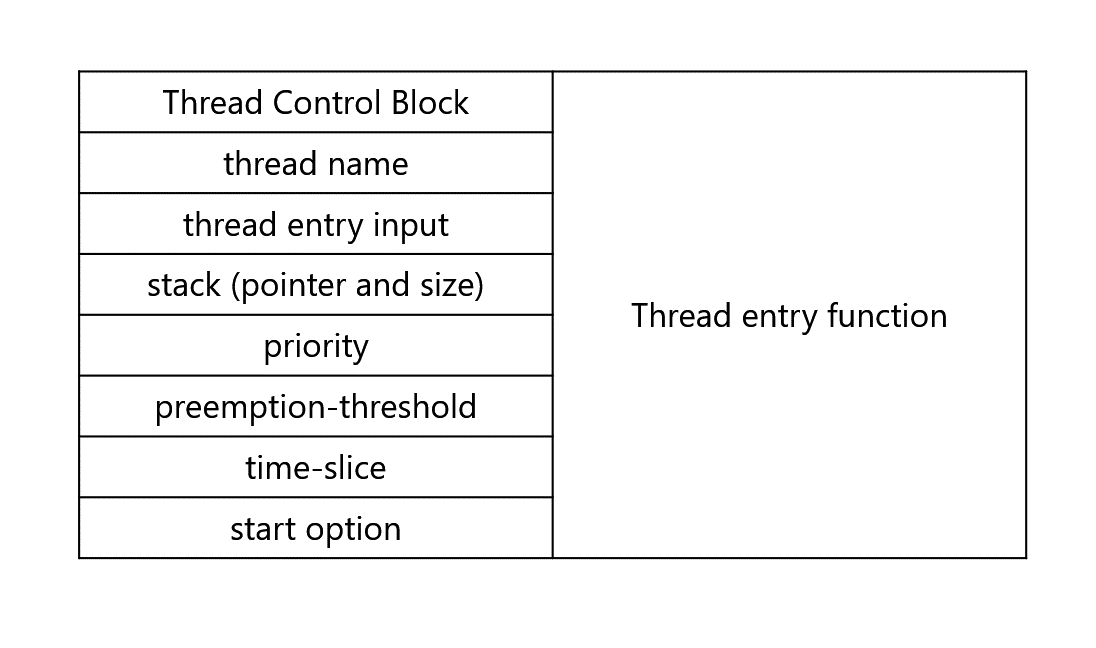 Thread Control Block
thread name
thread entry input
stack (pointer and size)
priority
preemption-threshold
time-slice
start option
Thread entry function